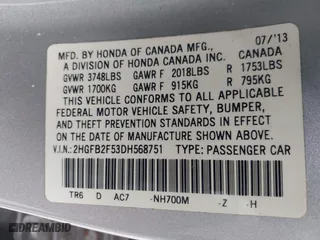 MFD. BY HONDA OF CANADA MFG., CANADA 07/'13
A DIVISION OF HONDA CANADA INC.
GVWR 3748LBS GAWR F 2018LBS R 1753LBS
GVWR 1700KG GAWR F 915KG R 795KG
THIS VEHICLE CONFORMS TO ALL APPLICABLE
FEDERAL MOTOR VEHICLE SAFETY, BUMPER,
AND THEFT PREVENTION STANDARDS IN EFFECT
ON THE DATE OF MANUFACTURE SHOWN ABOVE.
V.I.N.: 2HGFB2F53DH568751 TYPE: PASSENGER CAR
TR6 D AC7 -NH700M -Z -H
DREAMBID